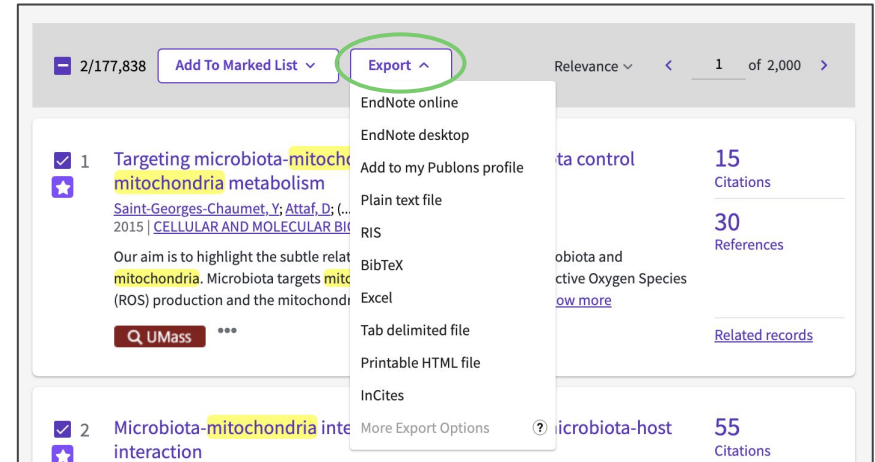 2/177,838 Add To Marked List Export Relevance 1 of 2,000
EndNote online
EndNote desktop
Add to my Publons profile
Plain text file
RIS
BibTeX
Excel
Tab delimited file
Printable HTML file
InCites
More Export Options ?
1 Targeting microbiota-mitoch ta control
mitochondria metabolism
Saint-Georges-Chaumet, Y; Attaf, D; (...
2015 | CELLULAR AND MOLECULAR BI
Our aim is to highlight the subtle relat obiota and
mitochondria. Microbiota targets mito ctive Oxygen Species
(ROS) production and the mitochondr ow more
UMass
15
Citations
30
References
Related records
2 Microbiota-mitochondria inte icrobiota-host
interaction
55
Citations